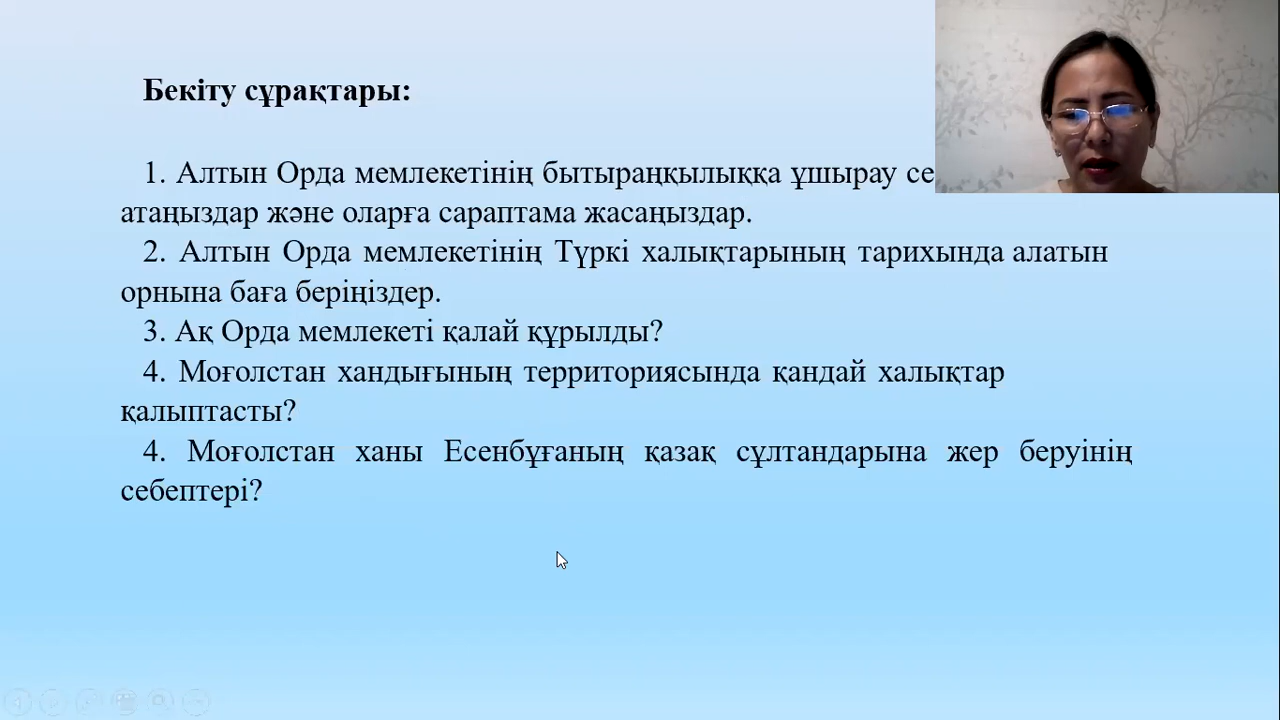 Бекіту сұрақтары:
1. Алтын Орда мемлекетінің бытыраңқылыққа ұшырау
атаңыздар және оларға сараптама жасаңыздар.
2. Алтын Орда мемлекетінің Түркі халықтарының тарихында алатын
орнына баға беріңіздер.
3. Ақ Орда мемлекеті қалай құрылды?
4. Моғолстан хандығының территориясында қандай халықтар
қалыптасты?
4. Моғолстан ханы Есенбұғаның қазақ сұлтандарына жер беруінің
себептері?